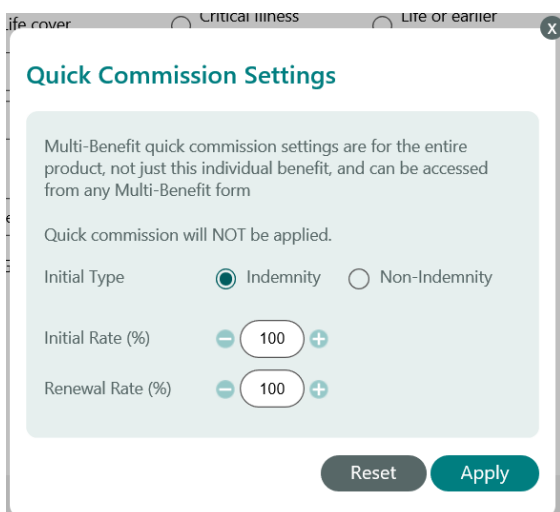 Life cover Critical illness Life or earlier
x
Quick Commission Settings
Multi-Benefit quick commission settings are for the entire
product, not just this individual benefit, and can be accessed
from any Multi-Benefit form
Quick commission will NOT be applied.
Initial Type Indemnity Non-Indemnity
Initial Rate (%) 100
Renewal Rate (%) 100
Reset Apply